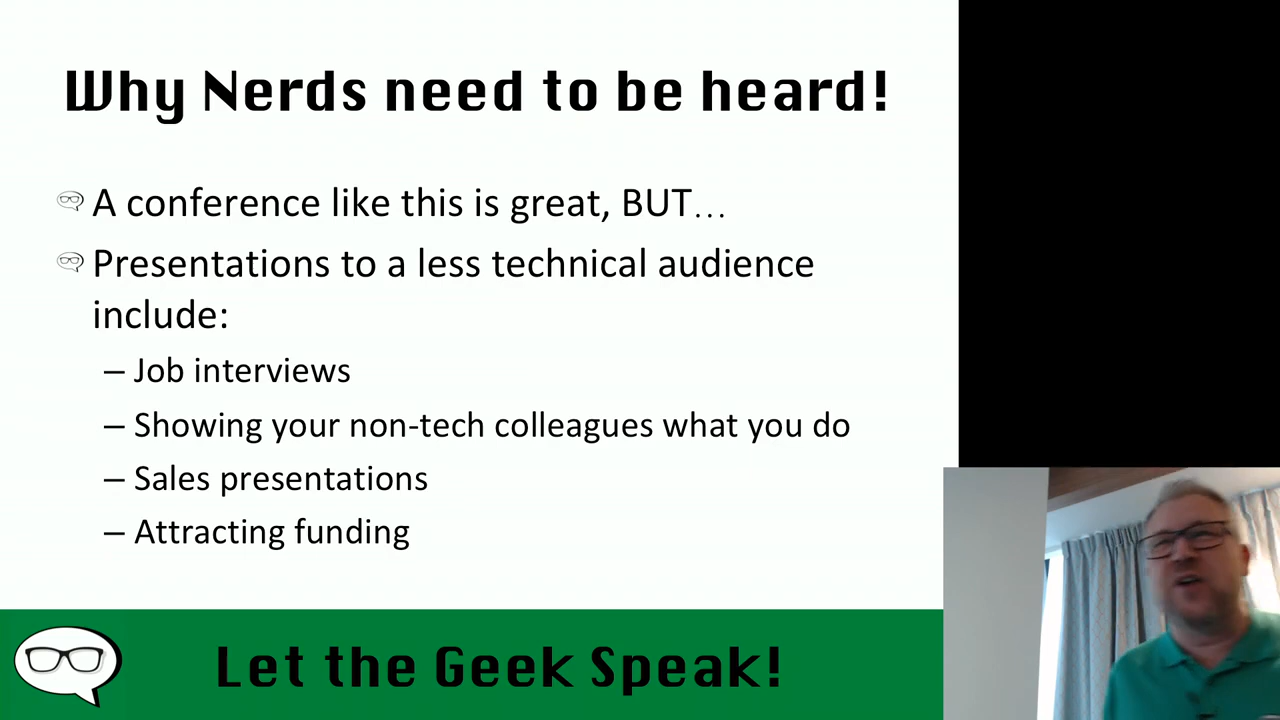 Why Nerds need to be heard!
A conference like this is great, BUT...
Presentations to a less technical audience
include:
– Job interviews
– Showing your non-tech colleagues what you do
– Sales presentations
– Attracting funding
Let the Geek Speak!